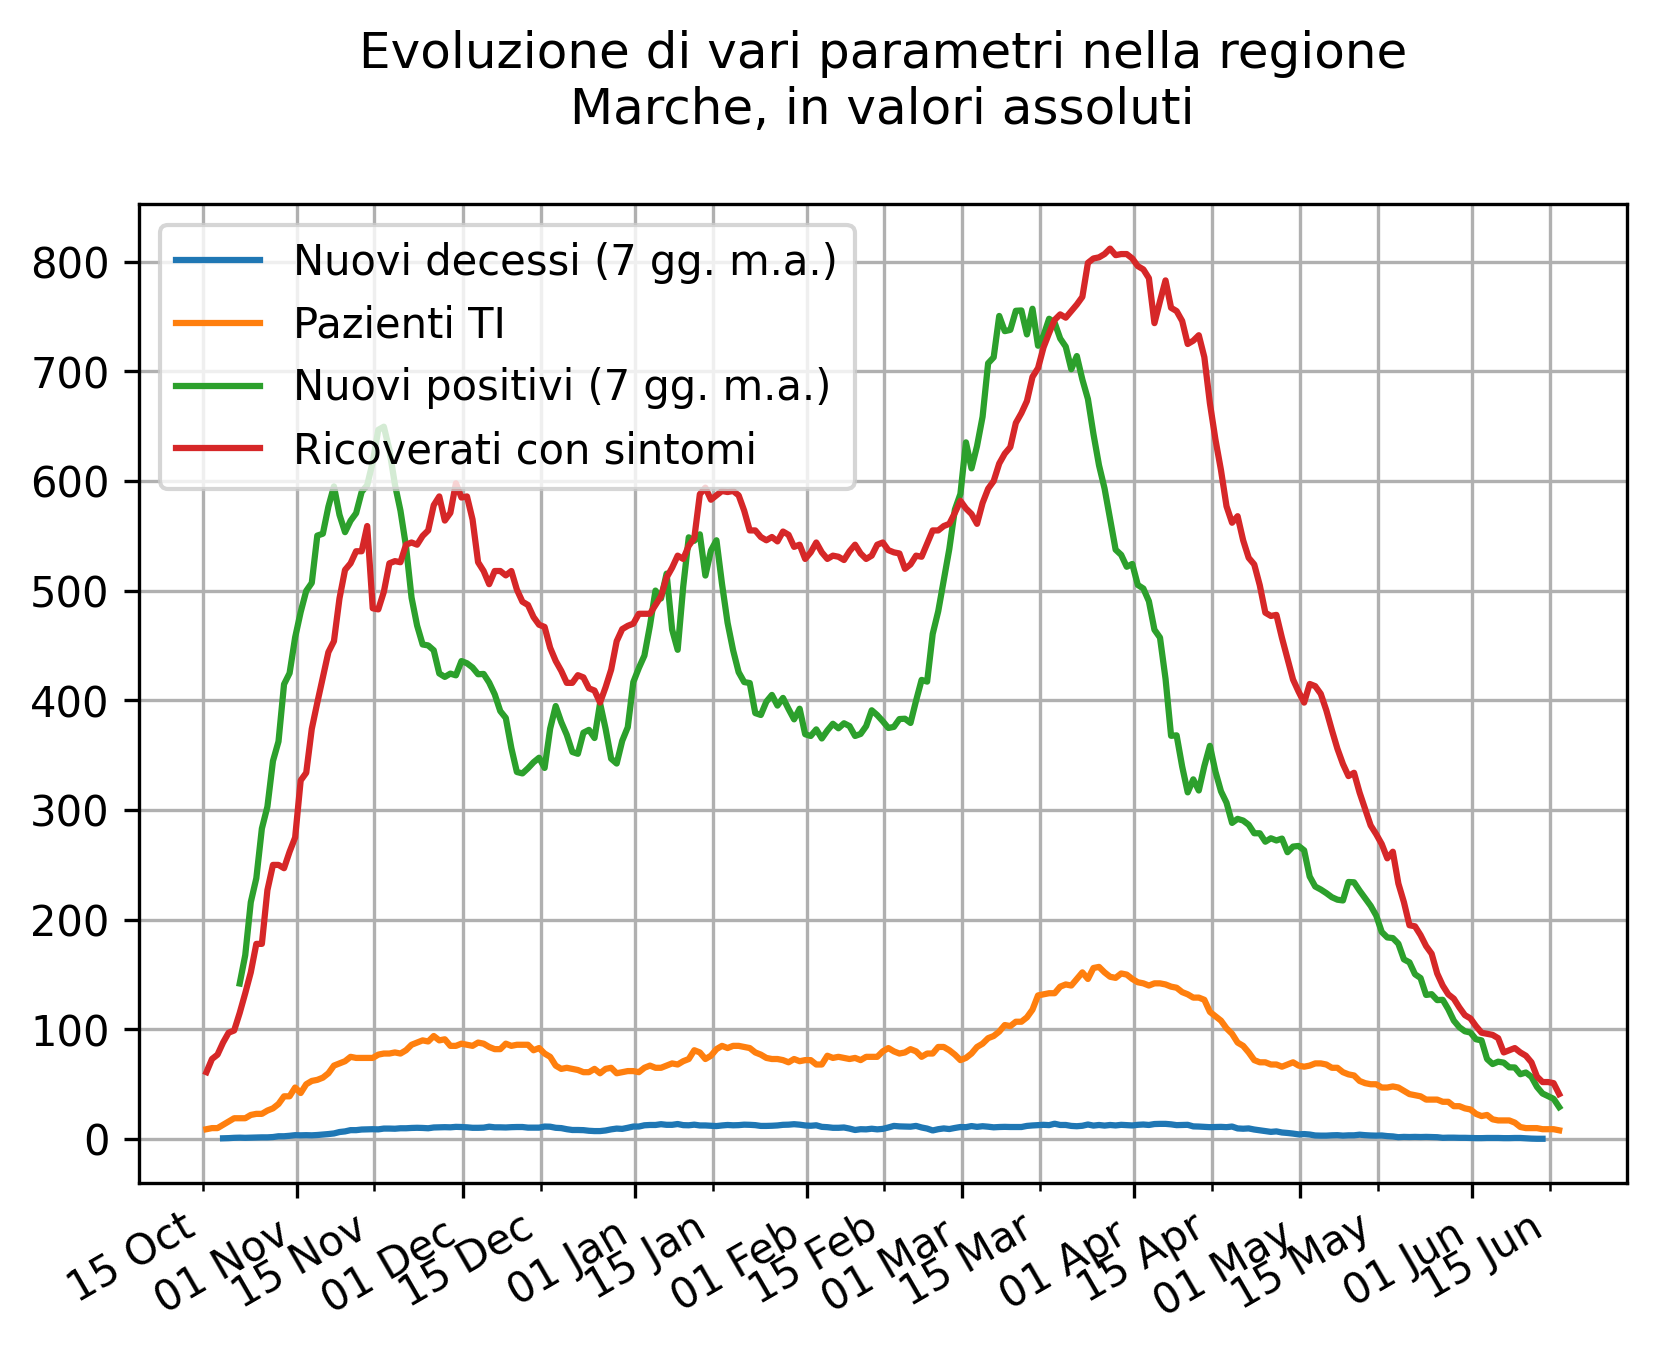 Evoluzione di vari parametri nella regione
Marche, in valori assoluti
Nuovi decessi (7 gg. m.a.)
Pazienti TI
Nuovi positivi (7 gg. m.a.)
Ricoverati con sintomi
800
700
600
500
400
300
200
100
0
15 Oct
01 Nov
15 Nov
01 Dec
15 Dec
01 Jan
15 Jan
01 Feb
15 Feb
01 Mar
15 Mar
01 Apr
15 Apr
01 May
15 May
01 Jun
15 Jun